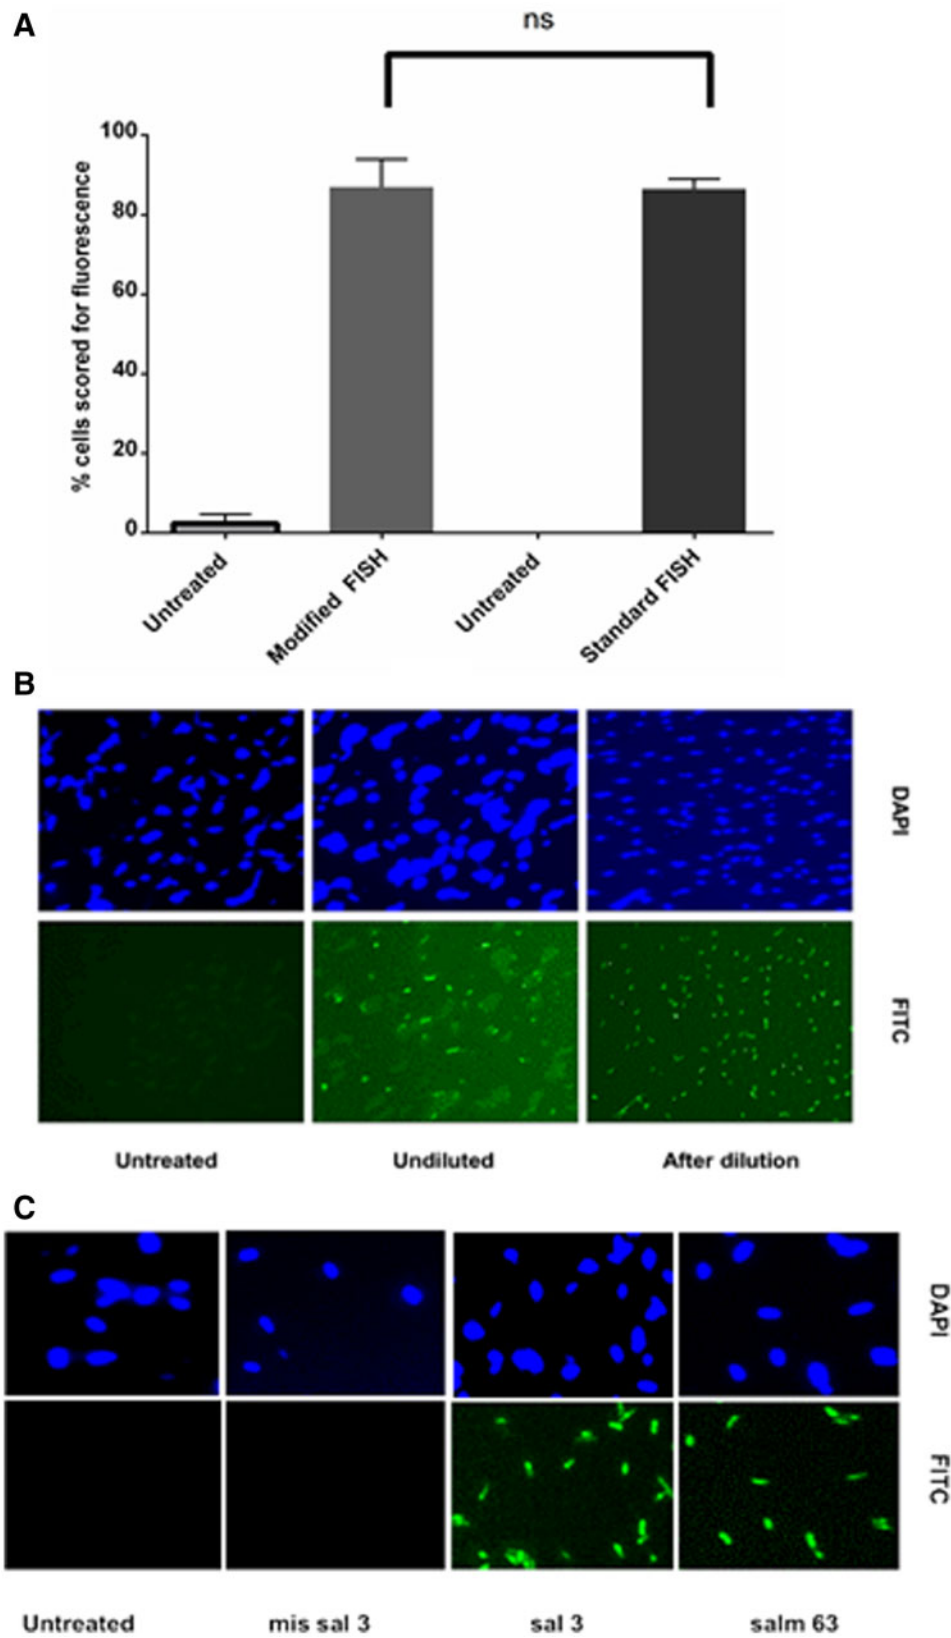 A
ns
% cells scored for fluorescence
100
80
60
40
20
0
Untreated
Modified FISH
Untreated
Standard FISH
B
DAPI
FITC
Untreated
Undiluted
After dilution
C
DAPI
FITC
Untreated
mis sal 3
sal 3
salm 63